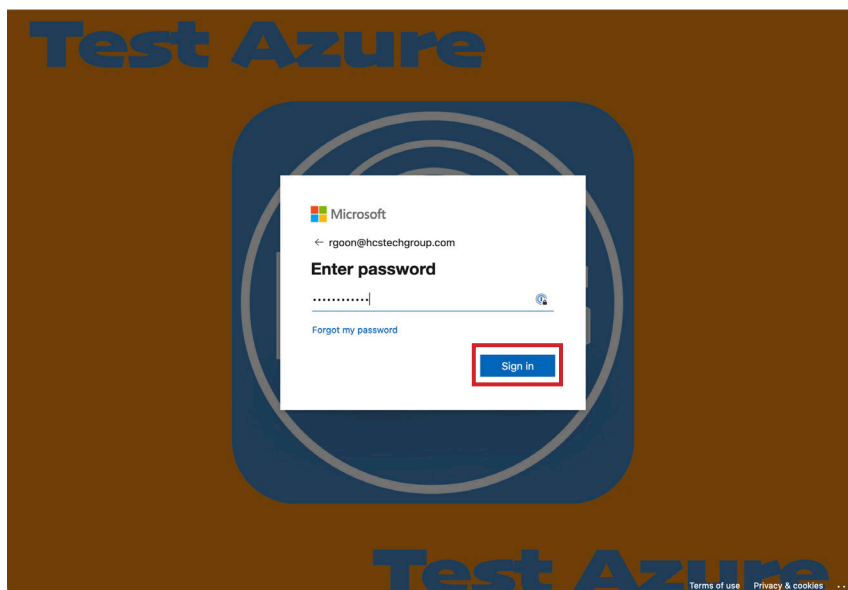 Test Azure
Microsoft
← rgoon@hcstechgroup.com
Enter password
............
Forgot my password
Sign in
Test Azure
Terms of use Privacy & cookies ..